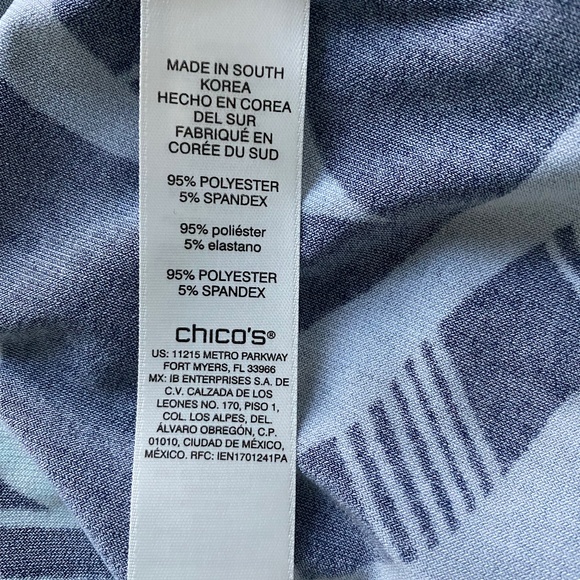 MADE IN SOUTH
KOREA
HECHO EN COREA
DEL SUR
FABRIQUÉ EN
CORÉE DU SUD
95% POLYESTER
5% SPANDEX
95% poliéster
5% elastano
95% POLYESTER
5% SPANDEX
chico's®
US: 11215 METRO PARKWAY
FORT MYERS, FL 33966
MX: IB ENTERPRISES S.A. DE
C.V. CALZADA DE LOS
LEONES NO. 170, PISO 1,
COL. LOS ALPES, DEL.
ÁLVARO OBREGÓN, C.P.
01010, CIUDAD DE MÉXICO,
MÉXICO. RFC: IEN1701241PA